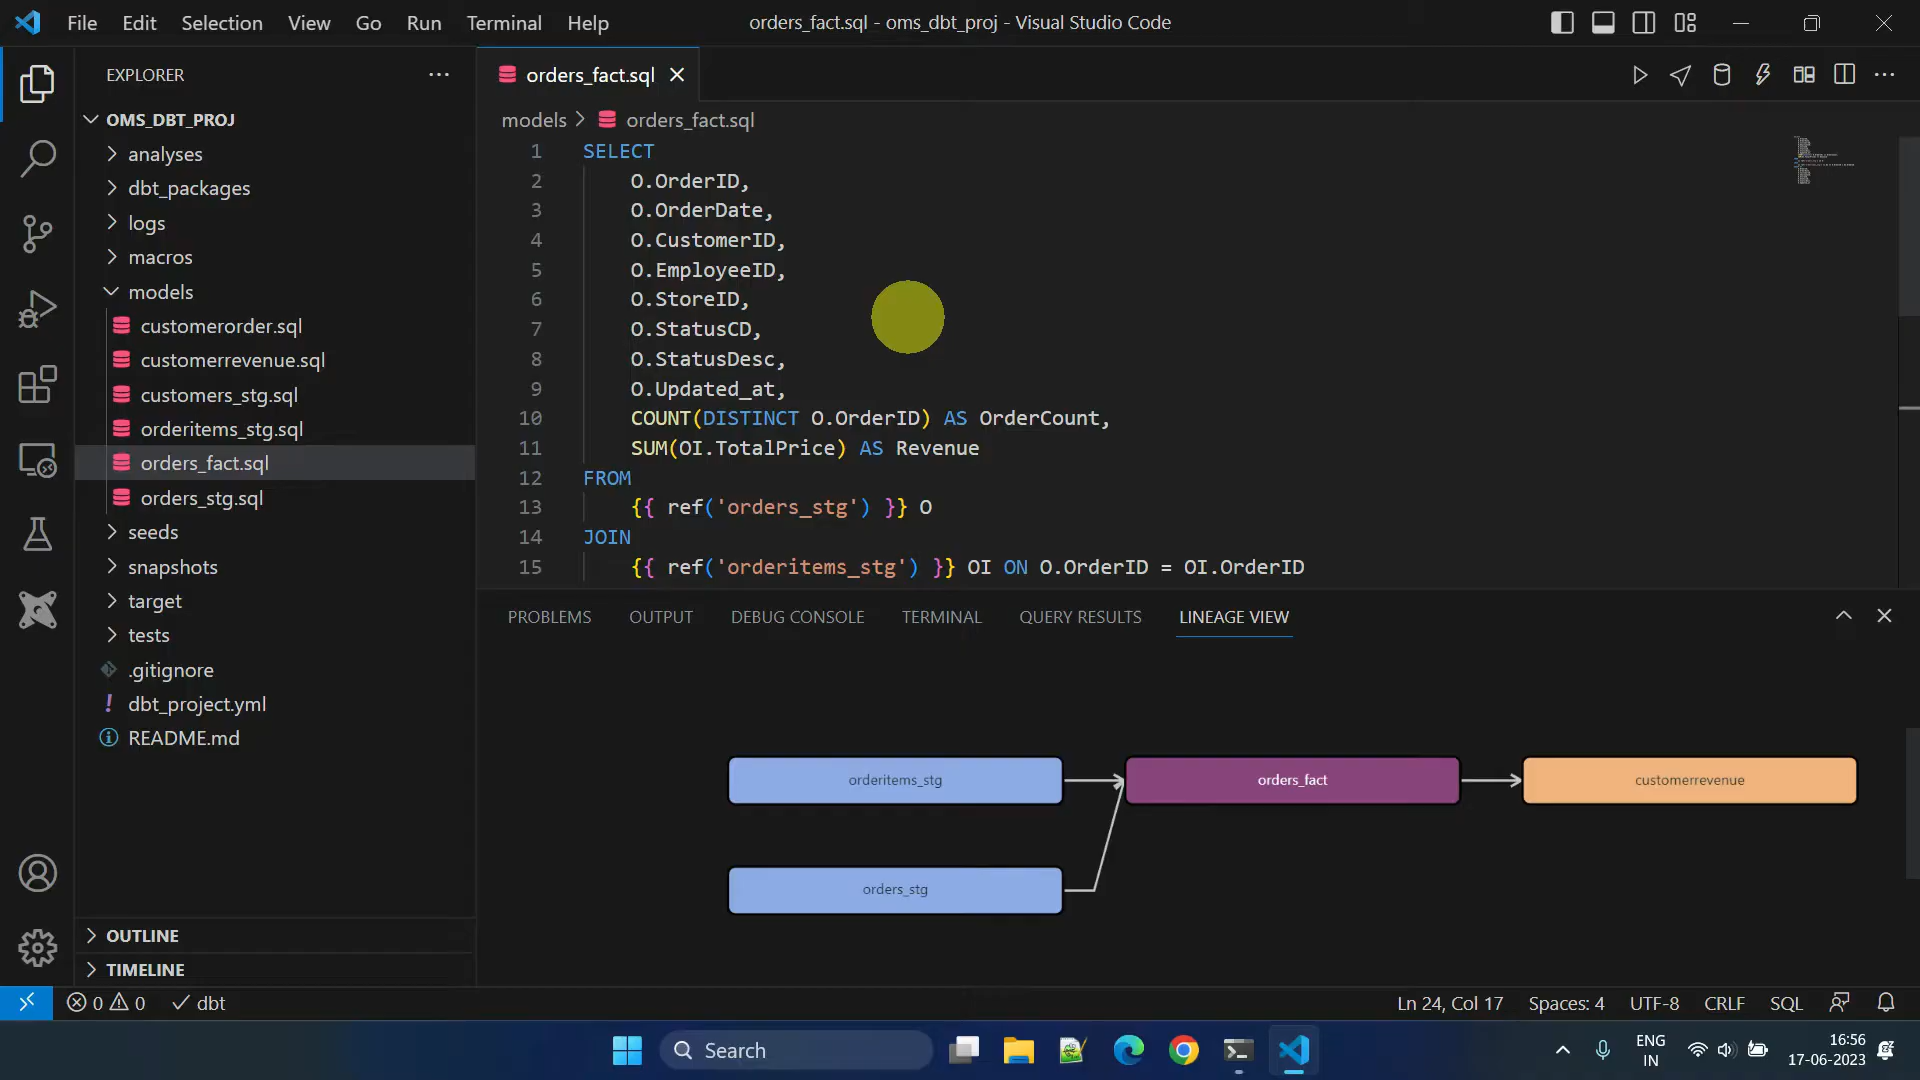 File Edit Selection View Go Run Terminal Help
orders_fact.sql - oms_dbt_proj - Visual Studio Code
EXPLORER
OMS_DBT_PROJ
analyses
dbt_packages
logs
macros
models
customerorder.sql
customerrevenue.sql
customers_stg.sql
orderitems_stg.sql
orders_fact.sql
orders_stg.sql
seeds
snapshots
target
tests
.gitignore
dbt_project.yml
README.md
OUTLINE
TIMELINE
orders_fact.sql
models > orders_fact.sql
1 SELECT
2 O.OrderID,
3 O.OrderDate,
4 O.CustomerID,
5 O.EmployeeID,
6 O.StoreID,
7 O.StatusCD,
8 O.StatusDesc,
9 O.Updated_at,
10 COUNT(DISTINCT O.OrderID) AS OrderCount,
11 SUM(OI.TotalPrice) AS Revenue
12 FROM
13 {{ ref('orders_stg') }} O
14 JOIN
15 {{ ref('orderitems_stg') }} OI ON O.OrderID = OI.OrderID
PROBLEMS OUTPUT DEBUG CONSOLE TERMINAL QUERY RESULTS LINEAGE VIEW
orderitems_stg orders_fact customerrevenue
orders_stg
0 0 dbt
Ln 24, Col 17 Spaces: 4 UTF-8 CRLF SQL
Search
ENG
IN
16:56
17-06-2023